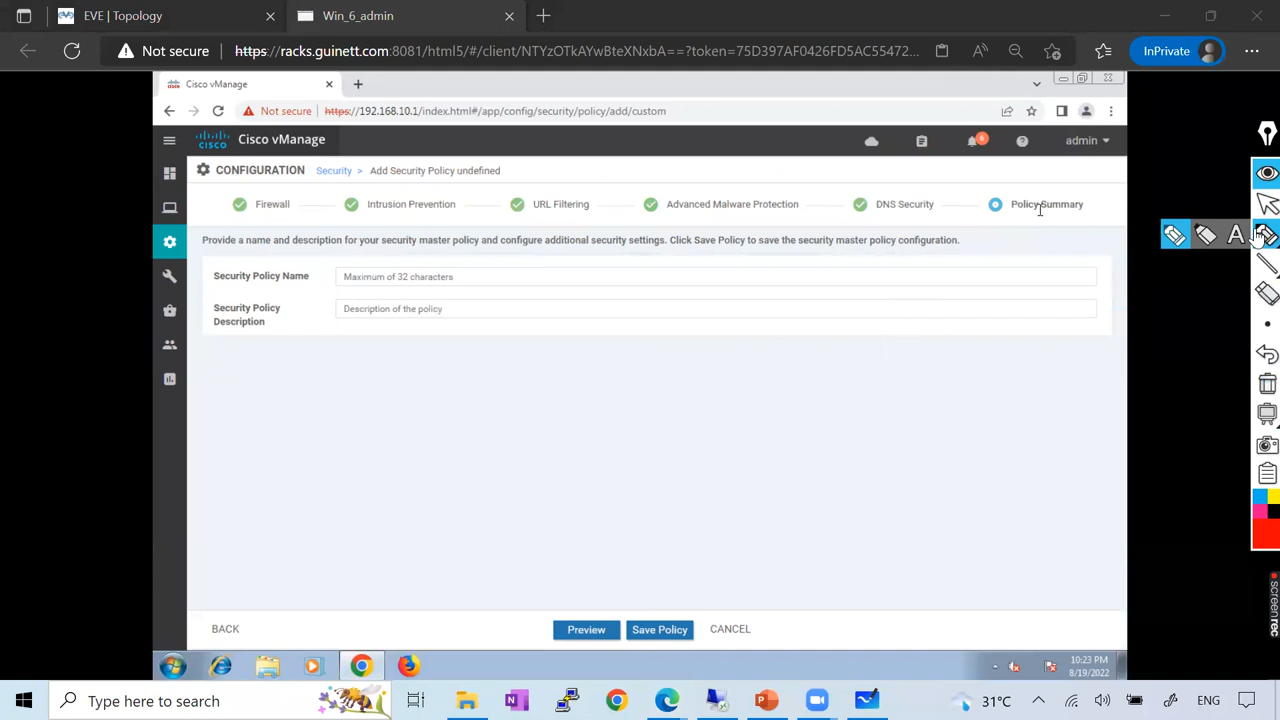 EVE | Topology
Win_6_admin
Not secure
https://racks.guinett.com:8081/html5/#/client/NTYzOTkAYwBteXNxbA==?token=75D397AF0426FD5AC55472...
InPrivate
Cisco vManage
Not secure
https://192.168.10.1/index.html#/app/config/security/policy/add/custom
CISCO
Cisco vManage
6
admin
CONFIGURATION
Security > Add Security Policy undefined
Firewall
Intrusion Prevention
URL Filtering
Advanced Malware Protection
DNS Security
Policy Summary
A
Provide a name and description for your security master policy and configure additional security settings. Click Save Policy to save the security master policy configuration.
Security Policy Name
Maximum of 32 characters
Security Policy
Description
Description of the policy
BACK
Preview
Save Policy
CANCEL
screenrec
10:23 PM
8/19/2022
Type here to search
31°C
ENG